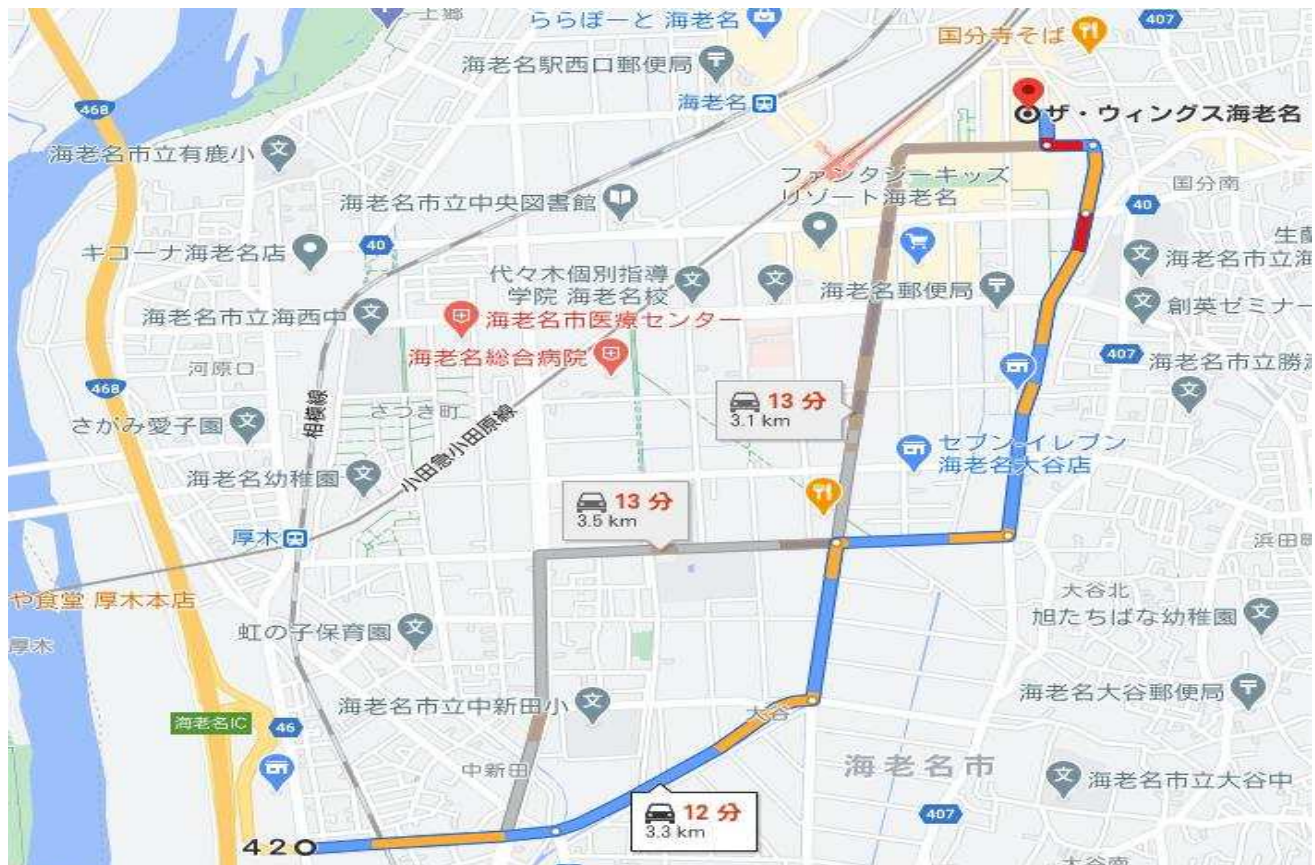 上郷
ららぽーと 海老名
407
国分寺そば
海老名駅西口郵便局
468
海老名
ザ・ウィングス海老名
海老名市立有鹿小
ファンタジーキッズ
リゾート海老名
国分南
海老名市立中央図書館
40
キコーナ海老名店
40
代々木個別指導
学院 海老名校
海老名郵便局
海老名市立海西中
海老名市医療センター
創英ゼミナー
海老名総合病院
407
河原口
468
さつき町
13 分
3.1 km
さがみ愛子園
相模線
小田急小田原線
セブン-イレブン
海老名大谷店
海老名幼稚園
13 分
3.5 km
厚木
浜田町
や食堂 厚木本店
大谷北
旭たちばな幼稚園
虹の子保育園
厚木
海老名大谷郵便局
海老名市立中新田小
大谷
海老名IC
46
中新田
海老名市
海老名市立大谷中
12 分
3.3 km
407
420
大谷南